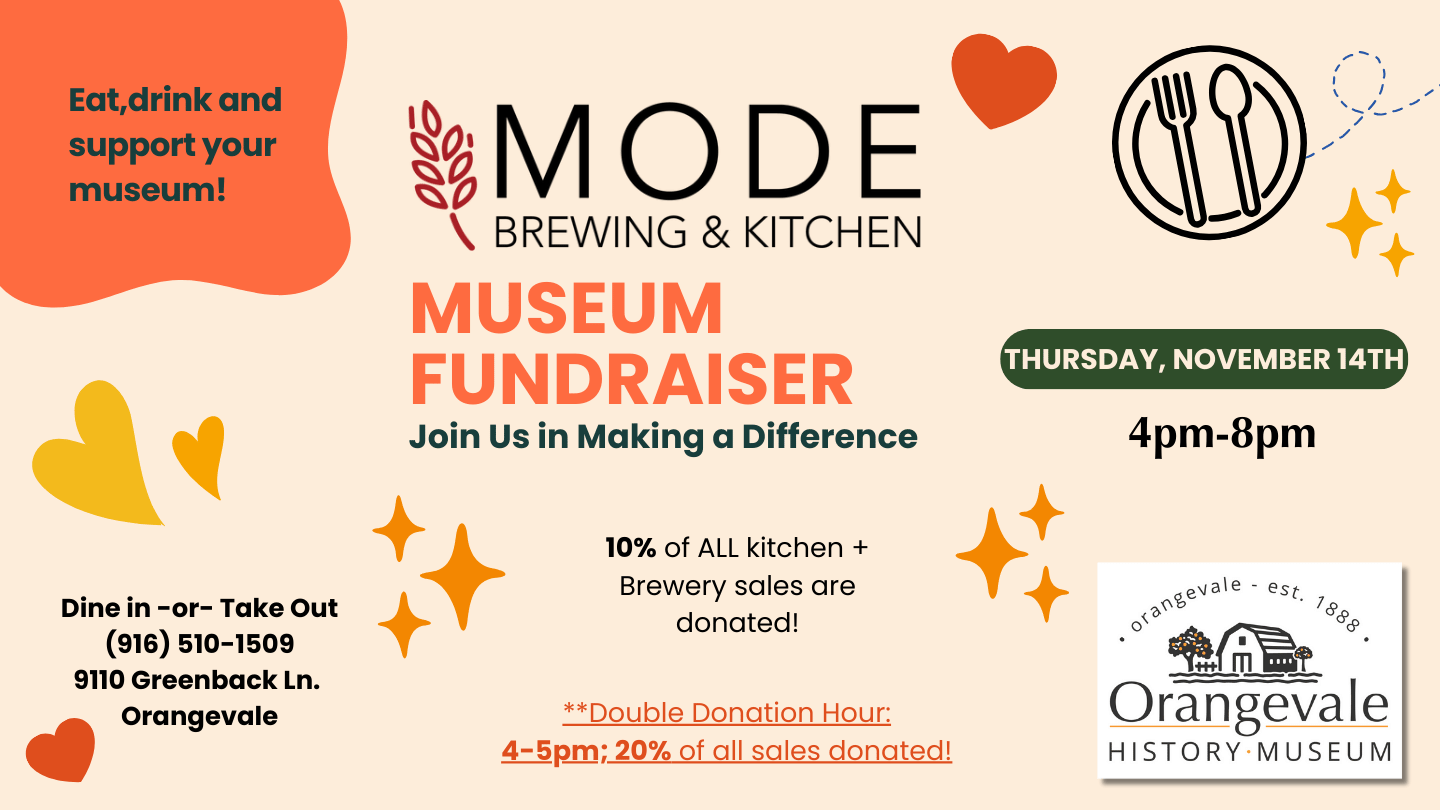 Eat,drink and
support your
museum!
MODE
BREWING & KITCHEN
MUSEUM
FUNDRAISER
Join Us in Making a Difference
THURSDAY, NOVEMBER 14TH
4pm-8pm
10% of ALL kitchen +
Brewery sales are
donated!
Dine in -or- Take Out
(916) 510-1509
9110 Greenback Ln.
Orangevale
**Double Donation Hour:
4-5pm; 20% of all sales donated!
• orangevale - est. 1888 •
Orangevale
HISTORY·MUSEUM